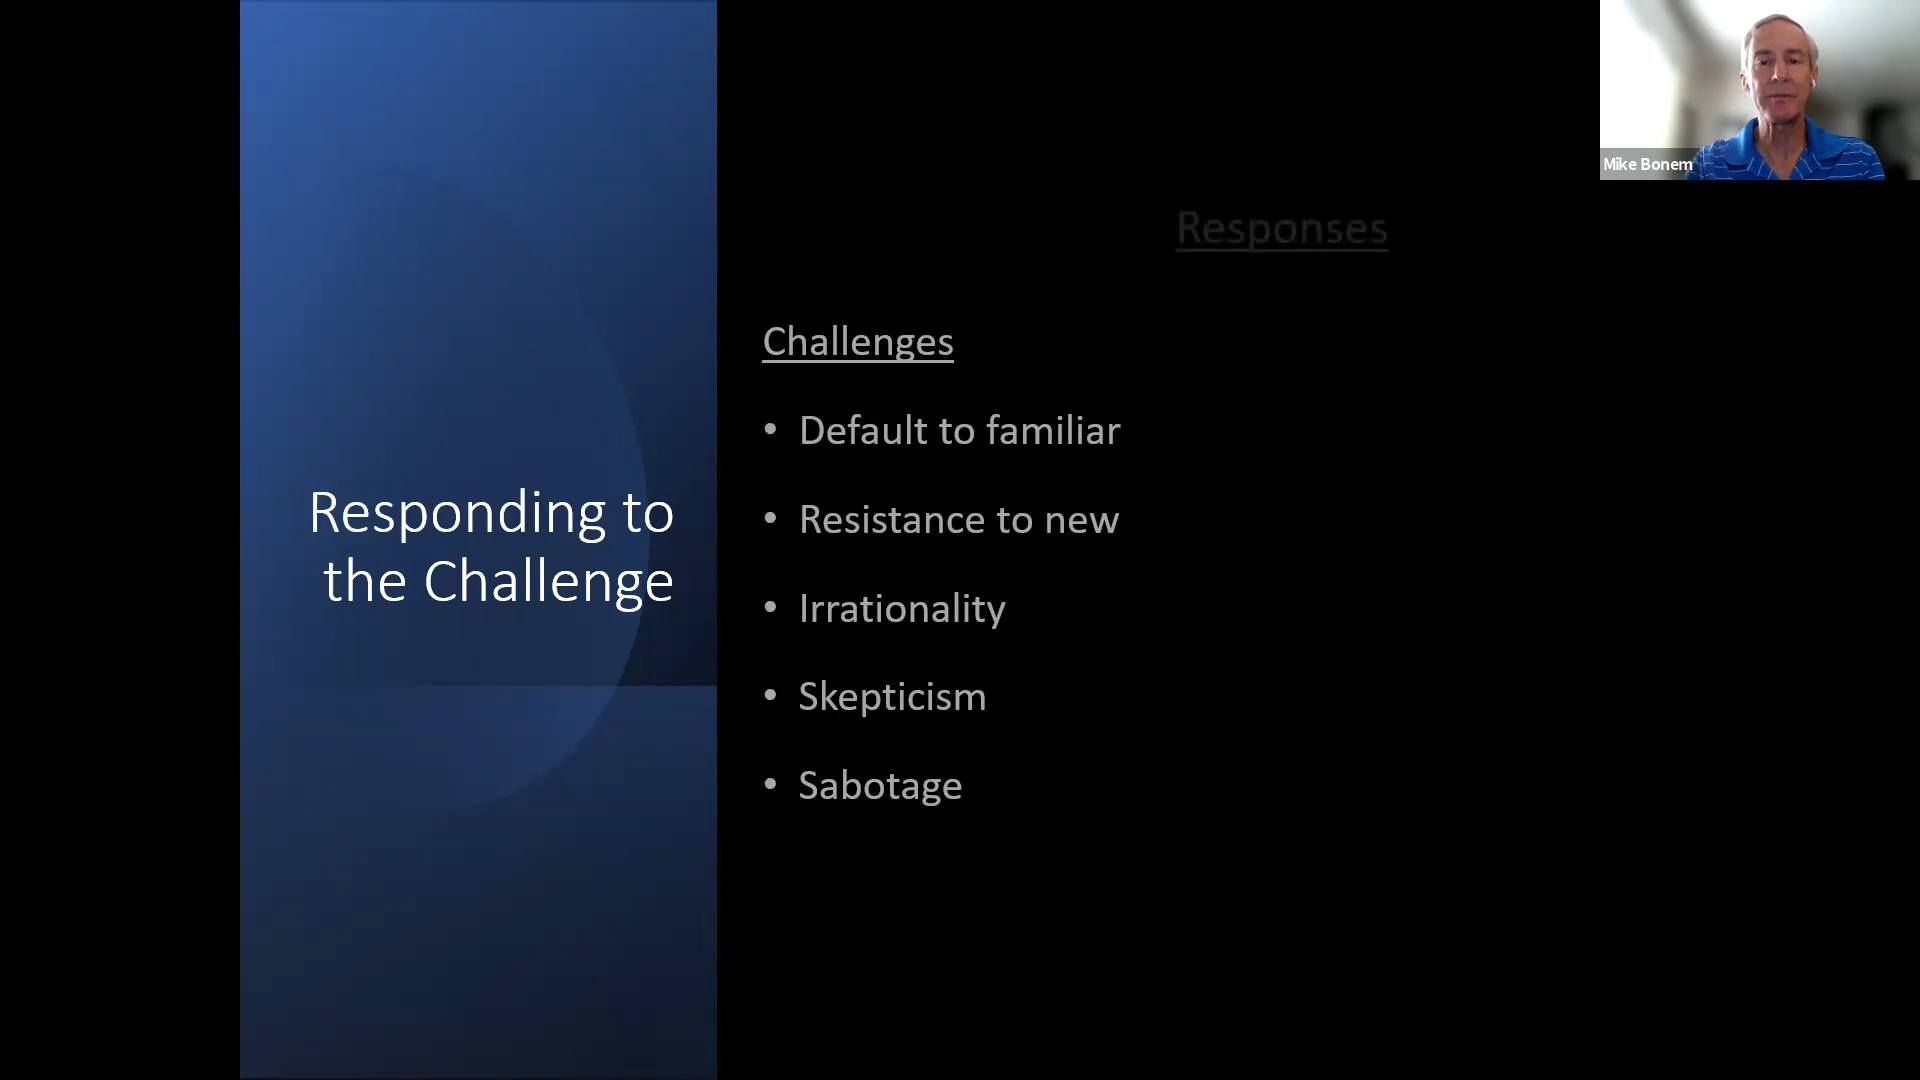 Mike Bonem
Responses
Responding to
the Challenge
Challenges
• Default to familiar
• Resistance to new
• Irrationality
• Skepticism
• Sabotage